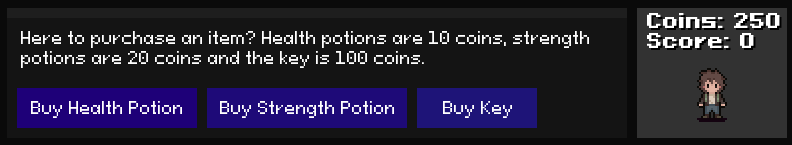 Here to purchase an item? Health potions are 10 coins, strength
potions are 20 coins and the key is 100 coins.
Buy Health Potion
Buy Strength Potion
Buy Key
Coins: 250
Score: 0